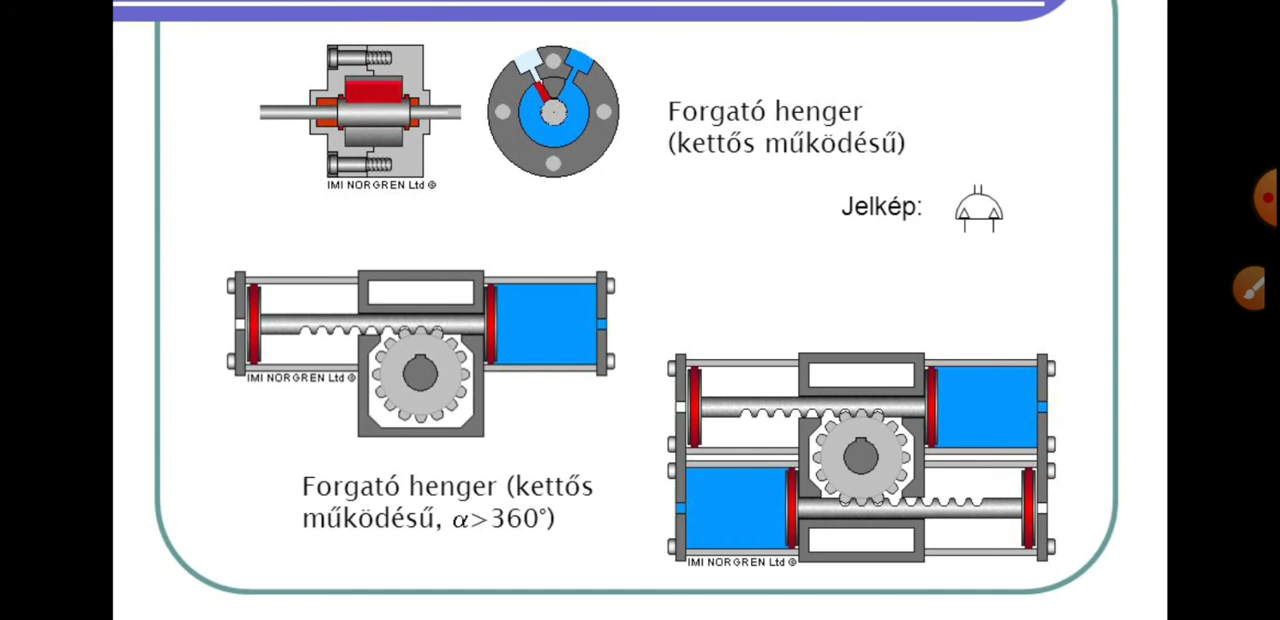 IMI NORGREN Ltd ®
Forgató henger
(kettős működésű)
Jelkép:
IMI NORGREN Ltd ®
Forgató henger (kettős
működésű, α>360°)
IMI NORGREN Ltd ®